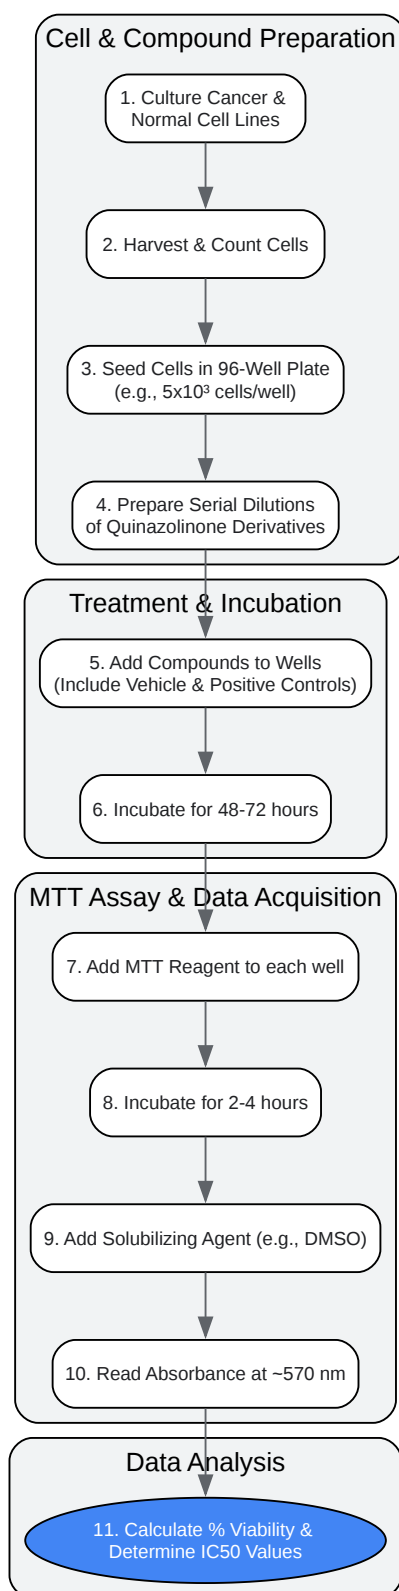 Cell & Compound Preparation
1. Culture Cancer &
Normal Cell Lines
2. Harvest & Count Cells
3. Seed Cells in 96-Well Plate
(e.g., 5x10³ cells/well)
4. Prepare Serial Dilutions
of Quinazolinone Derivatives
Treatment & Incubation
5. Add Compounds to Wells
(Include Vehicle & Positive Controls)
6. Incubate for 48-72 hours
MTT Assay & Data Acquisition
7. Add MTT Reagent to each well
8. Incubate for 2-4 hours
9. Add Solubilizing Agent (e.g., DMSO)
10. Read Absorbance at ~570 nm
Data Analysis
11. Calculate % Viability &
Determine IC50 Values